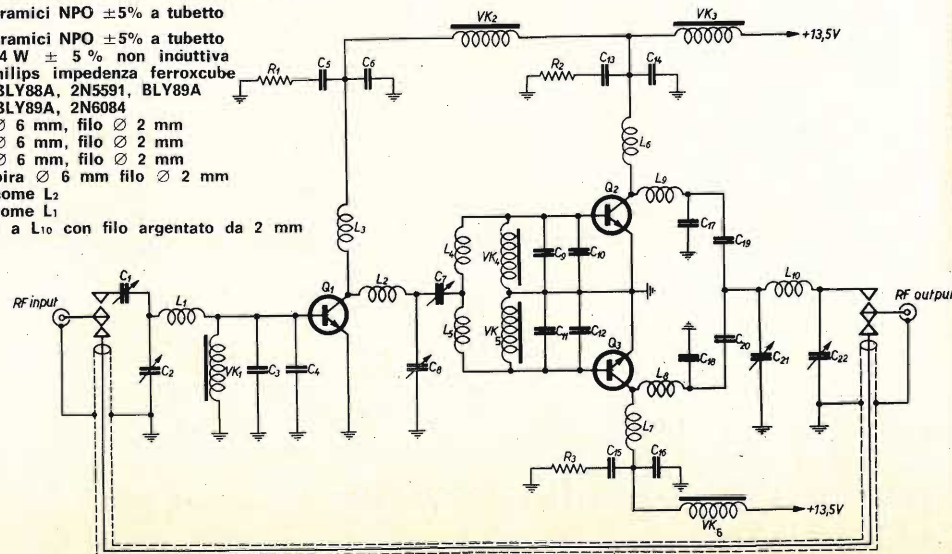 ramici NPO ±5% a tubetto
ramici NPO ±5% a tubetto
4 W ± 5 % non induttiva
hilips impedenza ferroxcube
BLY88A, 2N5591, BLY89A
BLY89A, 2N6084
∅ 6 mm, filo ∅ 2 mm
∅ 6 mm, filo ∅ 2 mm
∅ 6 mm, filo ∅ 2 mm
pira ∅ 6 mm filo ∅ 2 mm
come L2
come L1
a L10 con filo argentato da 2 mm
VK2
VK3
+13,5V
R1
C5
C6
R2
C13
C14
L6
L3
Q2
L9
C17
C19
L4
VK4
C9
C10
C1
Q1
L2
C7
L10
RF input
L1
RF output
L5
VK5
C11
C12
C18
C20
C2
VK1
C3
C4
C8
Q3
L8
C21
C22
L7
R3
C15
C16
+13,5V
VK6